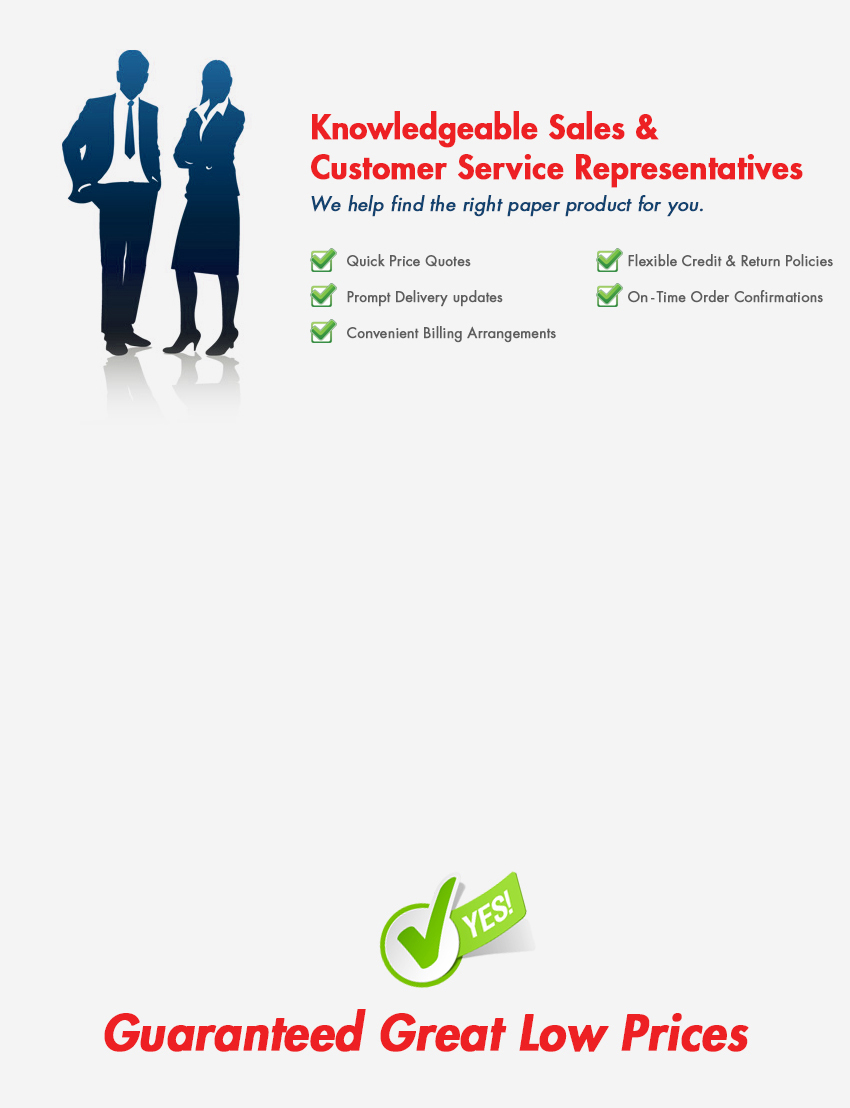 Knowledgeable Sales &
Customer Service Representatives
We help find the right paper product for you.
Quick Price Quotes
Prompt Delivery updates
Convenient Billing Arrangements
Flexible Credit & Return Policies
On-Time Order Confirmations
YES!
Guaranteed Great Low Prices